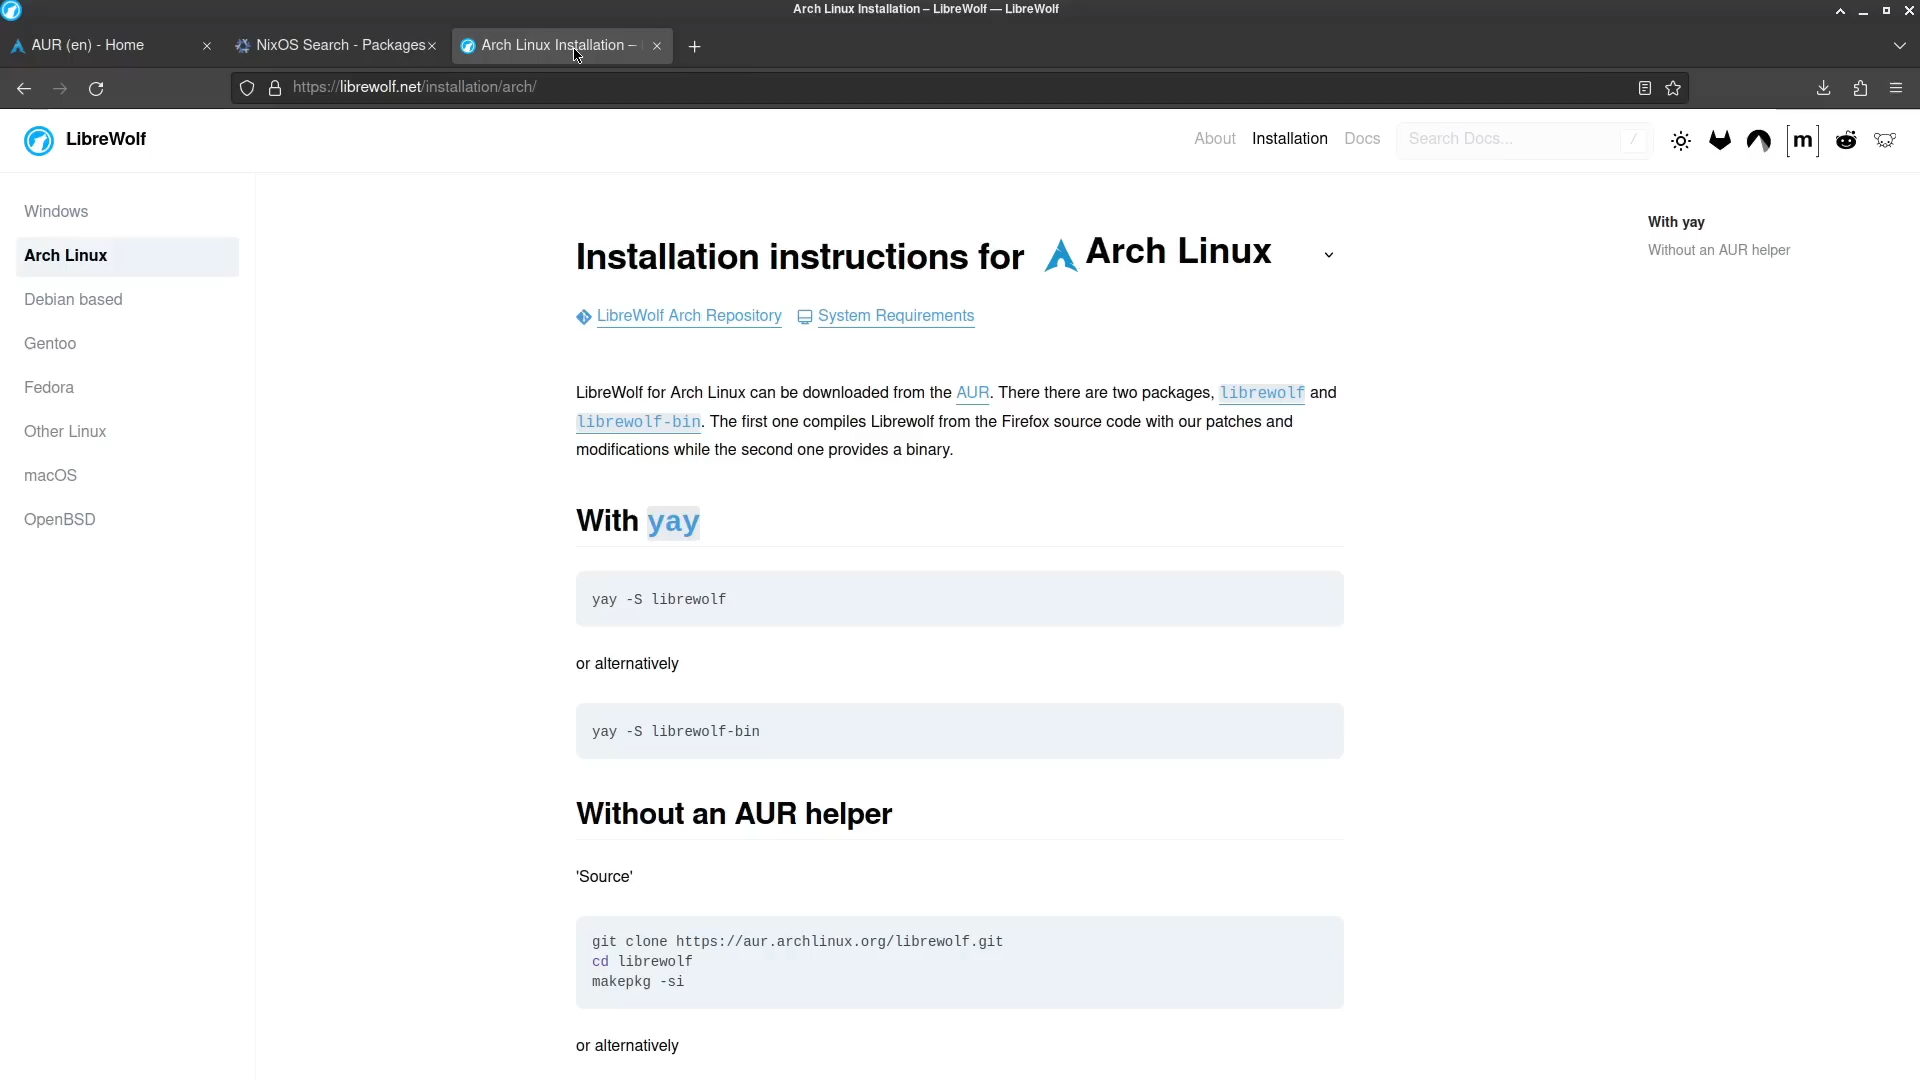 Arch Linux Installation – LibreWolf — LibreWolf
AUR (en) - Home
NixOS Search - Packages
Arch Linux Installation –
https://librewolf.net/installation/arch/
LibreWolf
About
Installation
Docs
Search Docs...
/
[m]
Windows
Arch Linux
Debian based
Gentoo
Fedora
Other Linux
macOS
OpenBSD
Installation instructions for Arch Linux
LibreWolf Arch Repository
System Requirements
LibreWolf for Arch Linux can be downloaded from the AUR. There there are two packages, librewolf and
librewolf-bin. The first one compiles Librewolf from the Firefox source code with our patches and
modifications while the second one provides a binary.
With yay
yay -S librewolf
or alternatively
yay -S librewolf-bin
Without an AUR helper
'Source'
git clone https://aur.archlinux.org/librewolf.git
cd librewolf
makepkg -si
or alternatively
With yay
Without an AUR helper